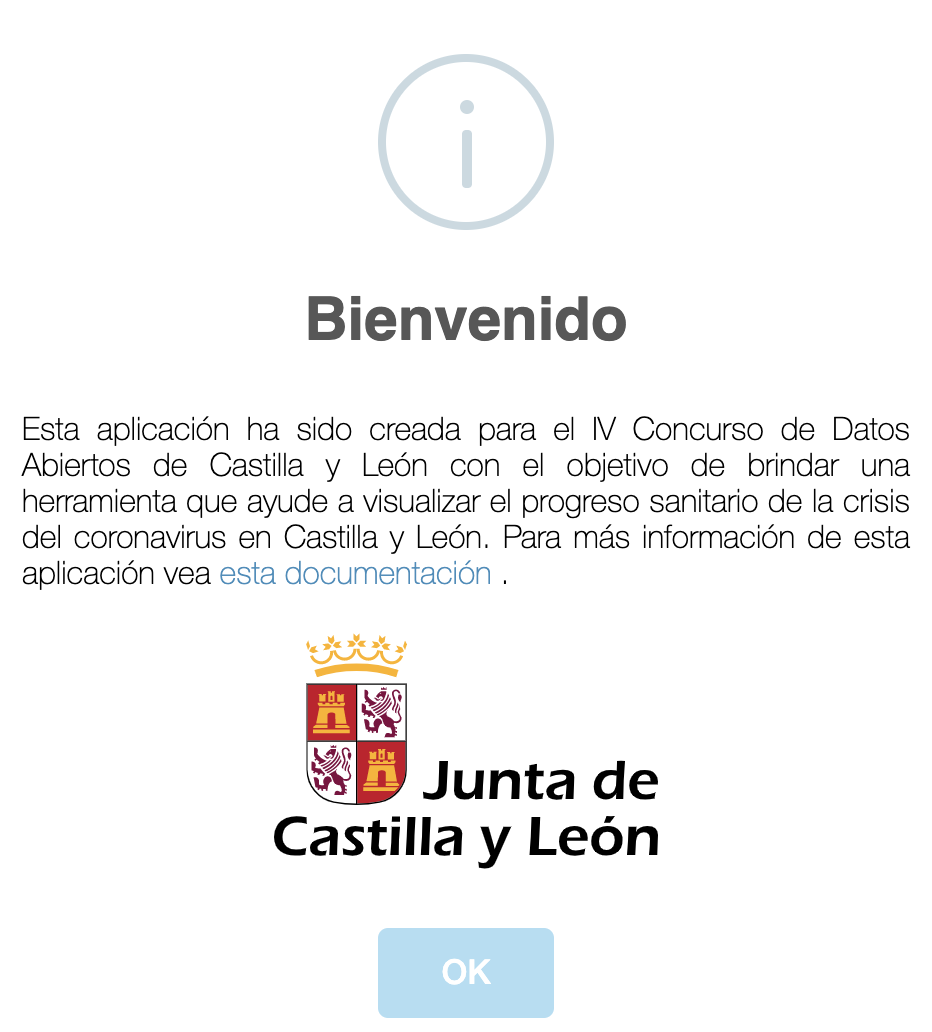 Bienvenido
Esta aplicación ha sido creada para el IV Concurso de Datos
Abiertos de Castilla y León con el objetivo de brindar una
herramienta que ayude a visualizar el progreso sanitario de la crisis
del coronavirus en Castilla y León. Para más información de esta
aplicación vea esta documentación .
Junta de
Castilla y León
OK